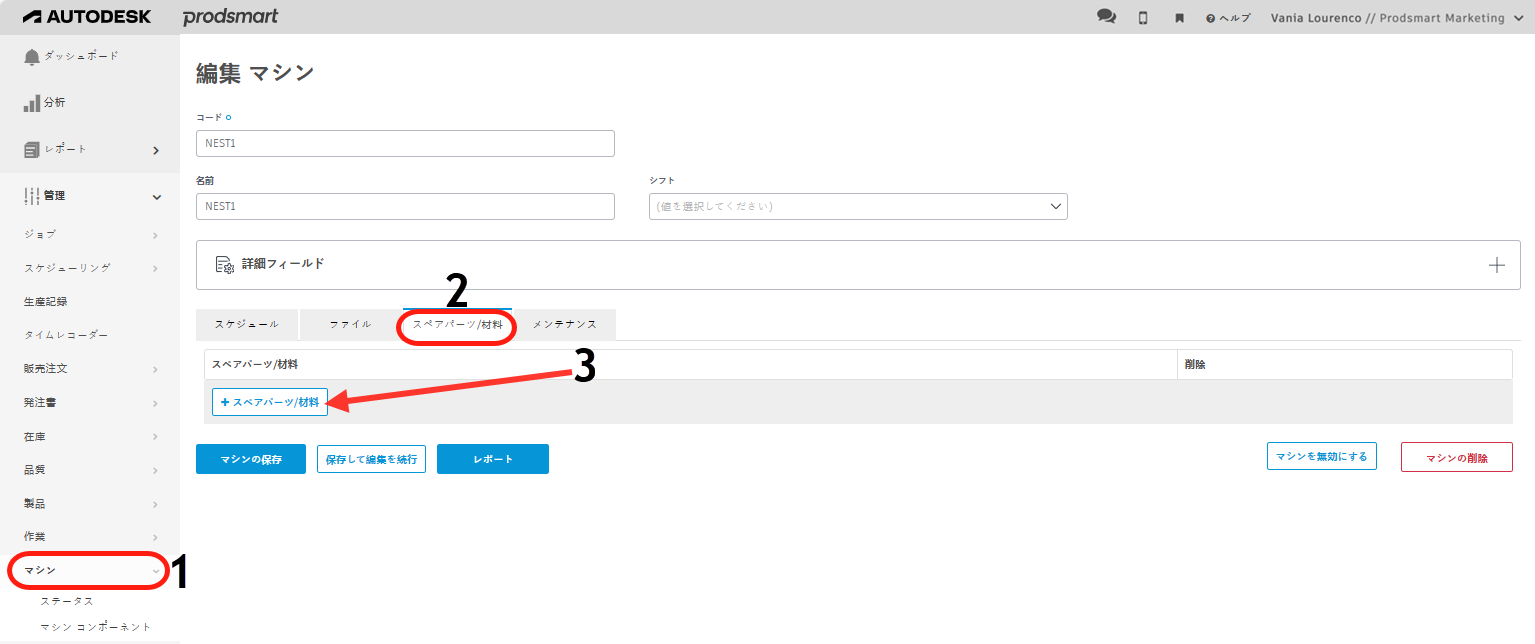 AUTODESK prodsmart
ヘルプ Vania Lourenco // Prodsmart Marketing
ダッシュボード
分析
レポート
管理
ジョブ
スケジューリング
生産記録
タイムレコーダー
販売注文
発注書
在庫
品質
製品
作業
マシン
1
ステータス
マシン コンポーネント
編集 マシン
コード
NEST1
名前
シフト
NEST1
(値を選択してください)
詳細フィールド
2
スケジュール ファイル スペアパーツ/材料 メンテナンス
3
スペアパーツ/材料 削除
+ スペアパーツ/材料
マシンの保存 保存して編集を続行 レポート マシンを無効にする マシンの削除